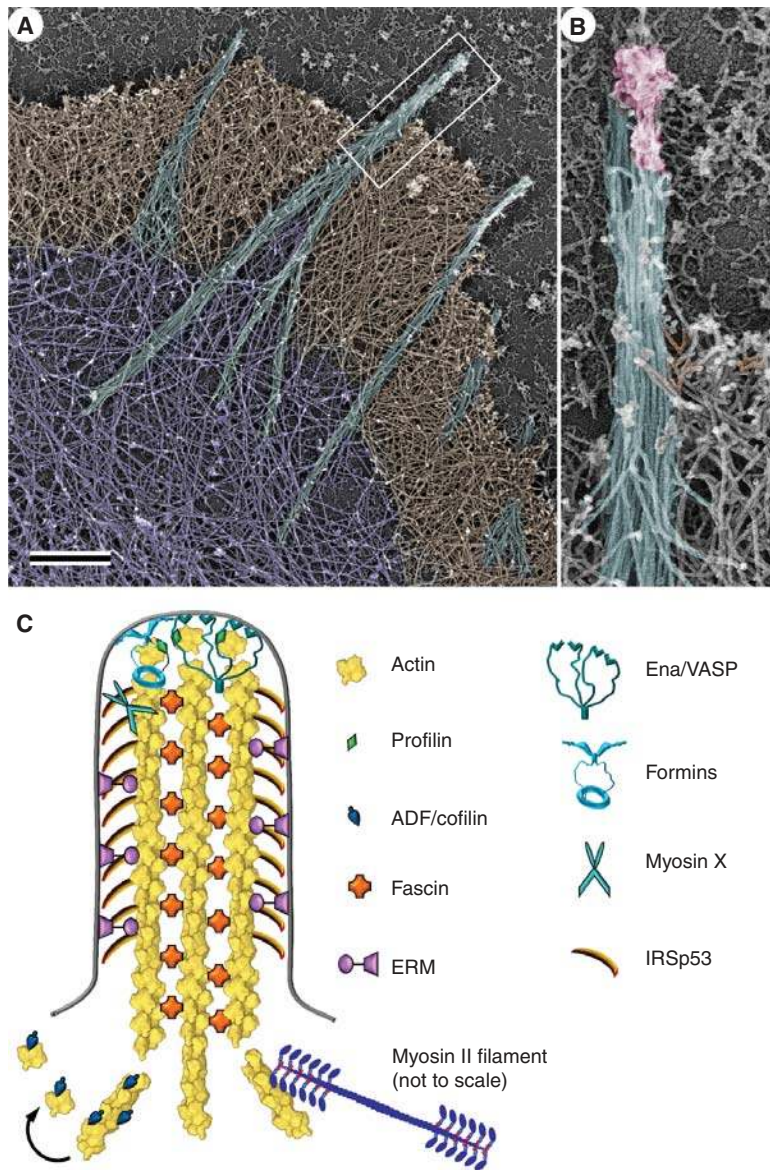 A
B
C
Actin
Profilin
ADF/cofilin
Fascin
ERM
Myosin II filament
(not to scale)
Ena/VASP
Formins
Myosin X
IRSp53